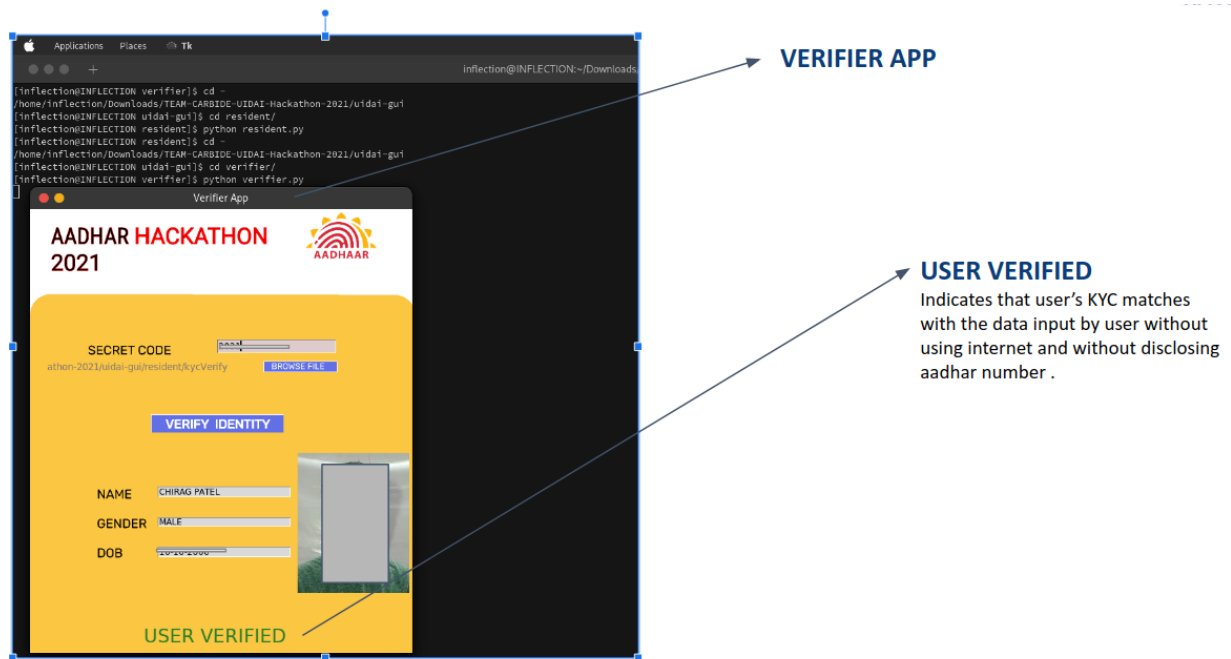 Applications Places Tk
+
inflection@INFLECTION:~/Downloads/
[inflection@INFLECTION verifier]$ cd -
/home/inflection/Downloads/TEAM-CARBIDE-UIDAI-Hackathon-2021/uidai-gui
[inflection@INFLECTION uidai-gui]$ cd resident/
[inflection@INFLECTION resident]$ python resident.py
[inflection@INFLECTION resident]$ cd -
/home/inflection/Downloads/TEAM-CARBIDE-UIDAI-Hackathon-2021/uidai-gui
[inflection@INFLECTION uidai-gui]$ cd verifier/
[inflection@INFLECTION verifier]$ python verifier.py
Verifier App
AADHAR HACKATHON
2021
AADHAAR
SECRET CODE
athon-2021/uidai-gui/resident/kycVerify BROWSE FILE
VERIFY IDENTITY
NAME CHIRAG PATEL
GENDER MALE
DOB
USER VERIFIED
VERIFIER APP
USER VERIFIED
Indicates that user's KYC matches
with the data input by user without
using internet and without disclosing
aadhar number .